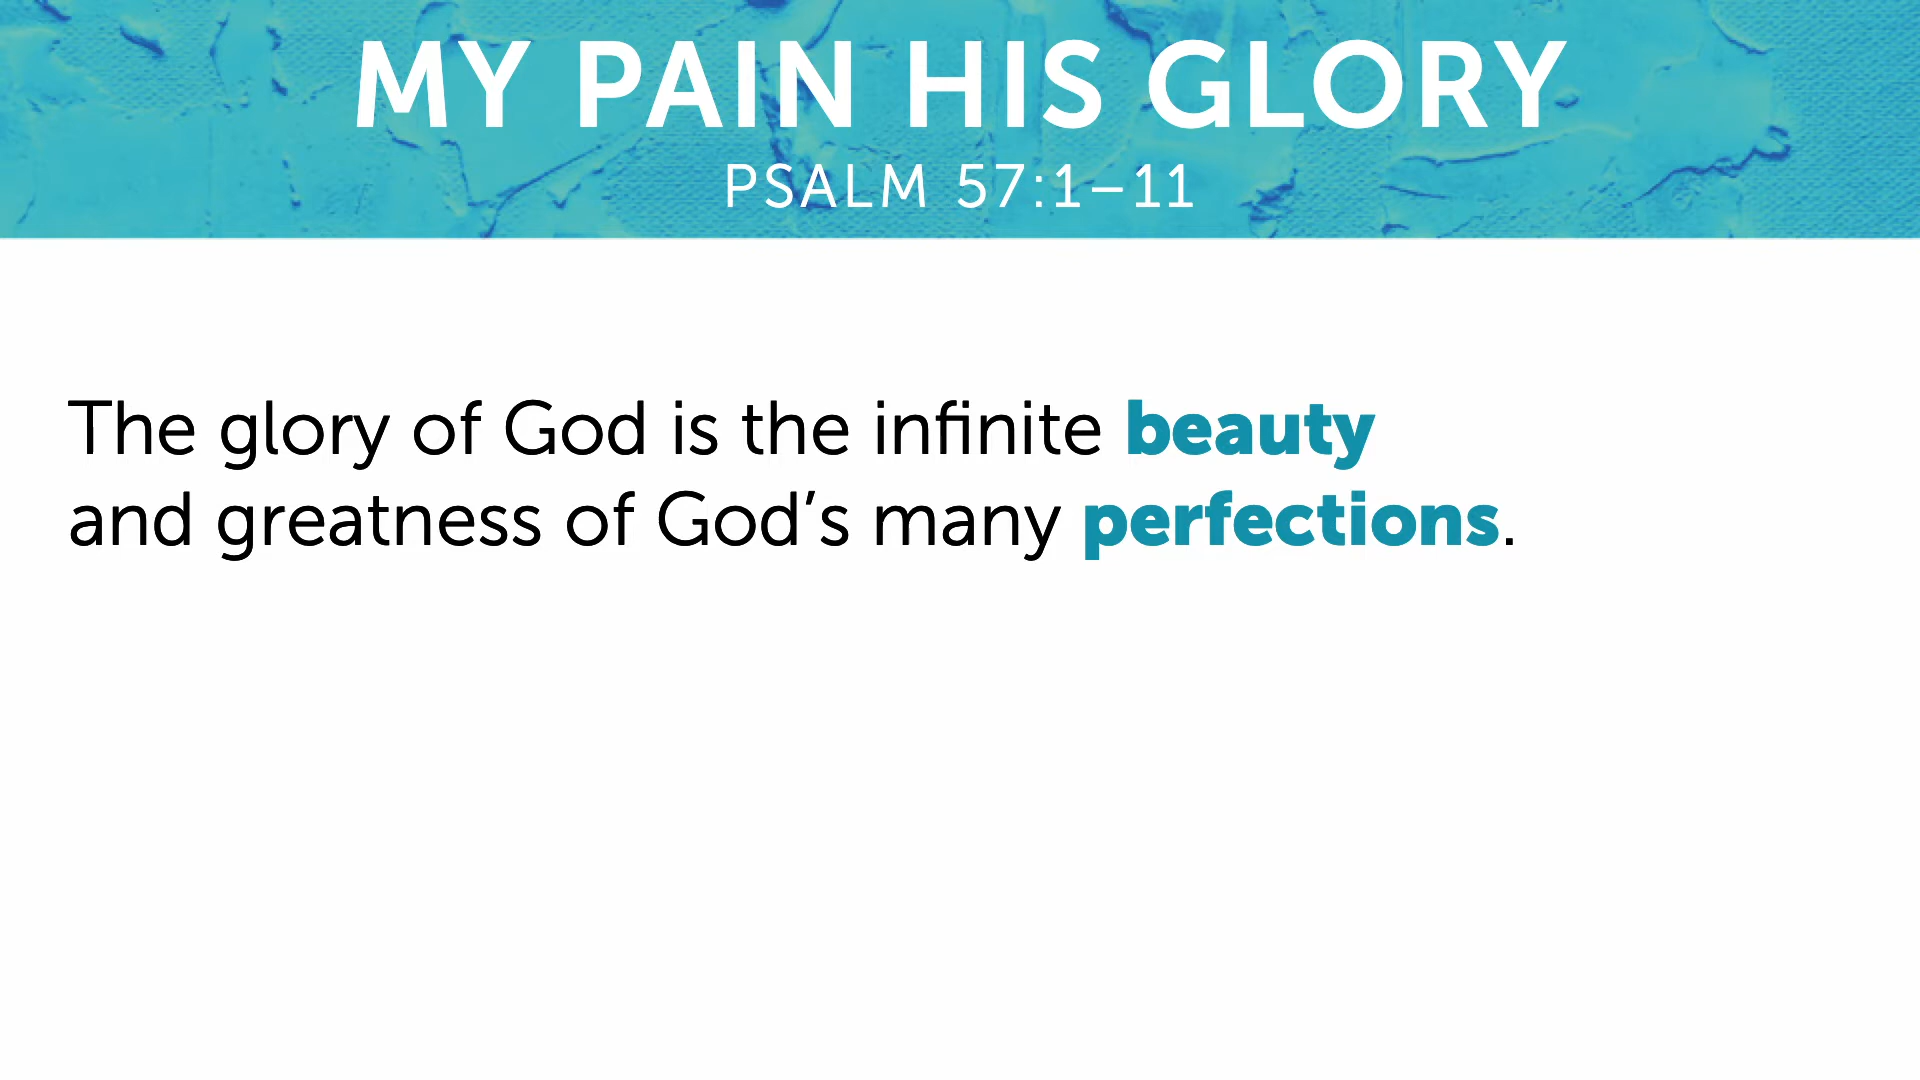 MY PAIN HIS GLORY
PSALM 57:1–11
The glory of God is the infinite beauty
and greatness of God’s many perfections.